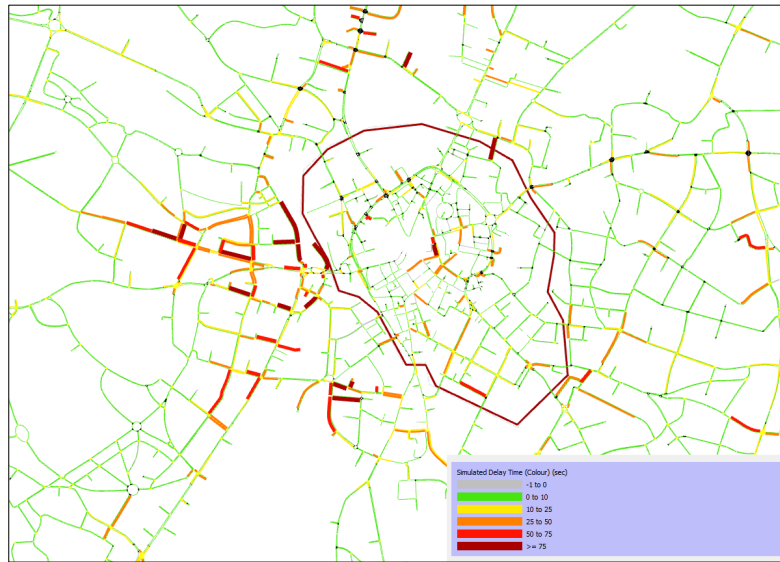 Simulated Delay Time (Colour) (sec)
-1 to 0
0 to 10
10 to 25
25 to 50
50 to 75
>= 75